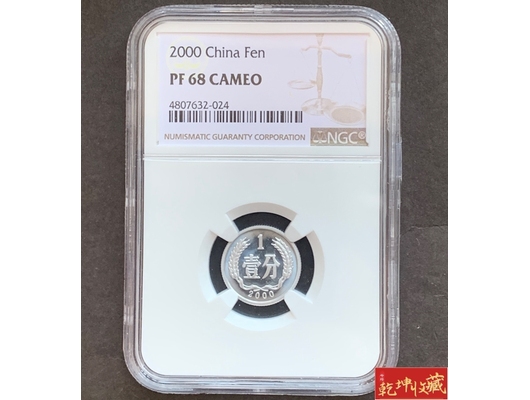 2000 China Fen
PF 68 CAMEO
4807632-024
NUMISMATIC GUARANTY CORPORATION
NGC®
1
壹分
2000
乾坤收藏